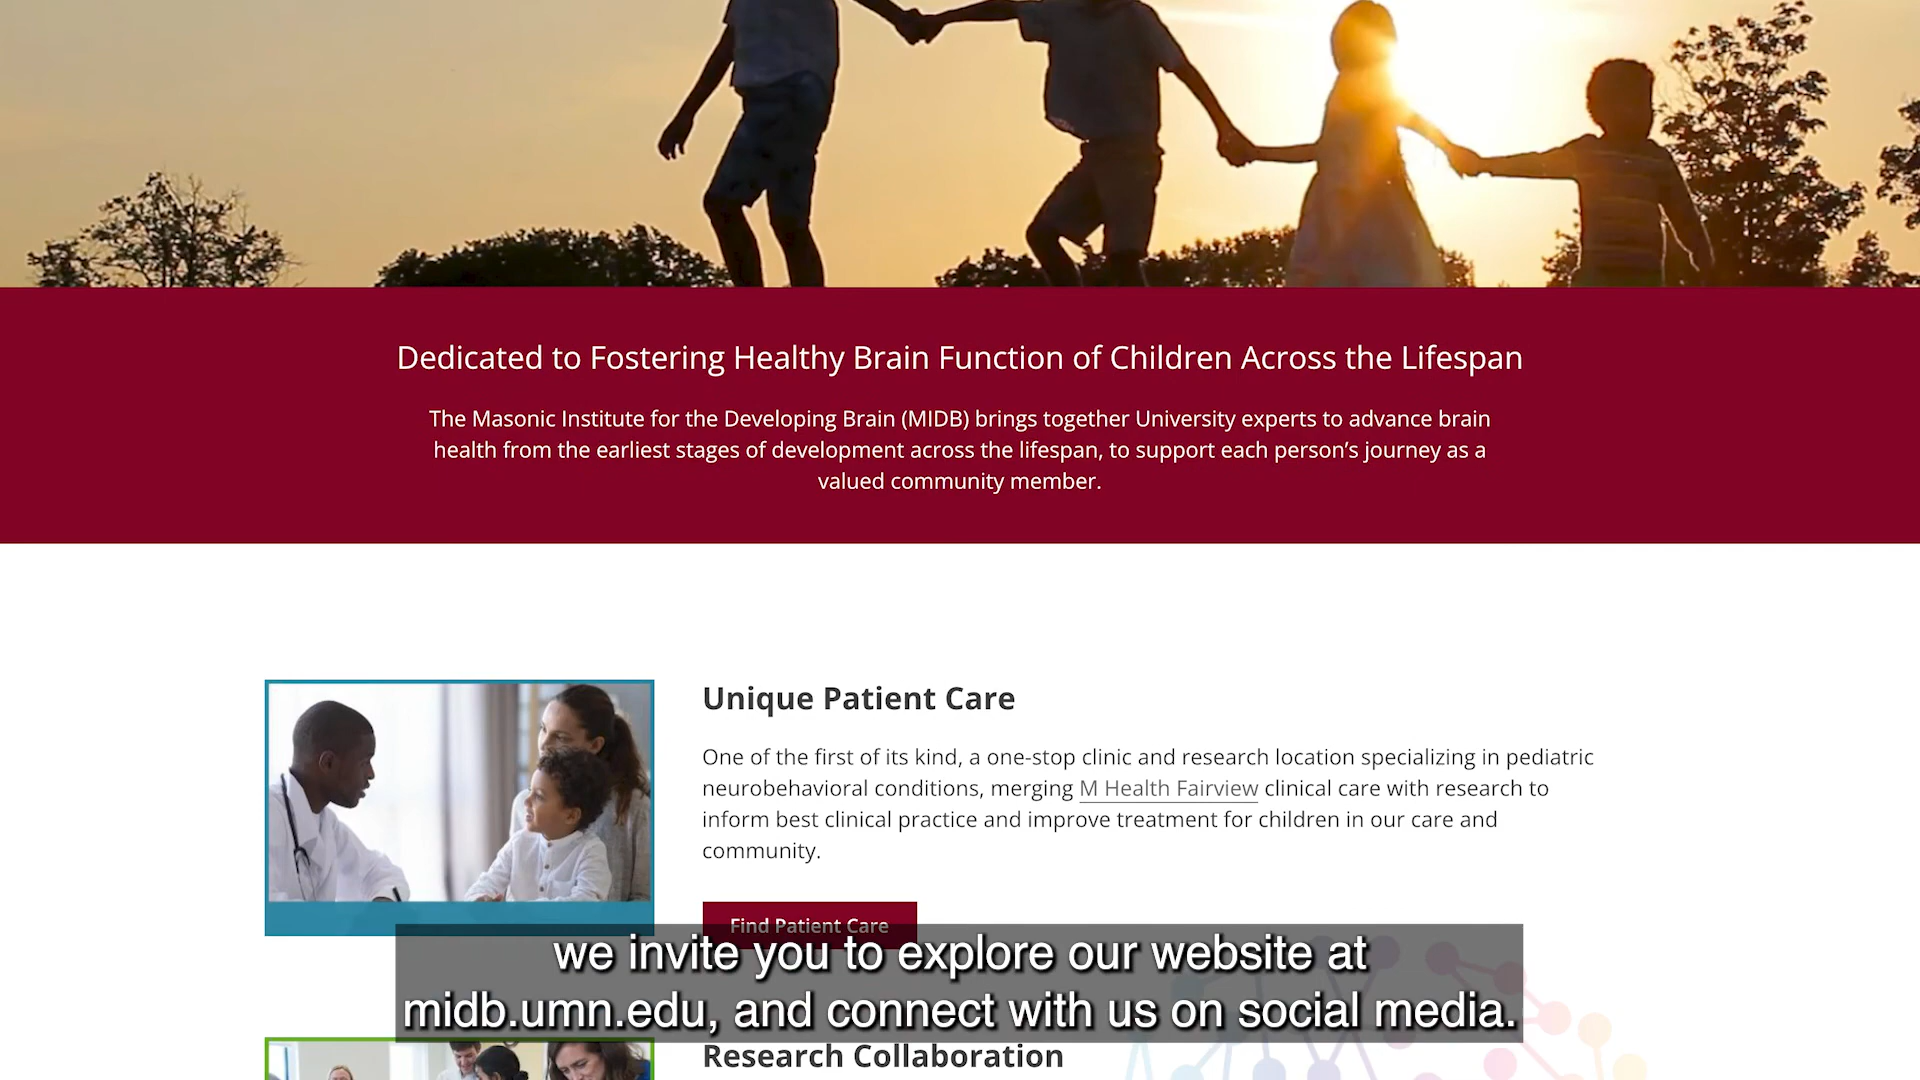 Dedicated to Fostering Healthy Brain Function of Children Across the Lifespan
The Masonic Institute for the Developing Brain (MIDB) brings together University experts to advance brain
health from the earliest stages of development across the lifespan, to support each person’s journey as a
valued community member.
Unique Patient Care
One of the first of its kind, a one-stop clinic and research location specializing in pediatric
neurobehavioral conditions, merging M Health Fairview clinical care with research to
inform best clinical practice and improve treatment for children in our care and
community.
Find Patient Care
we invite you to explore our website at
midb.umn.edu, and connect with us on social media.
Research Collaboration